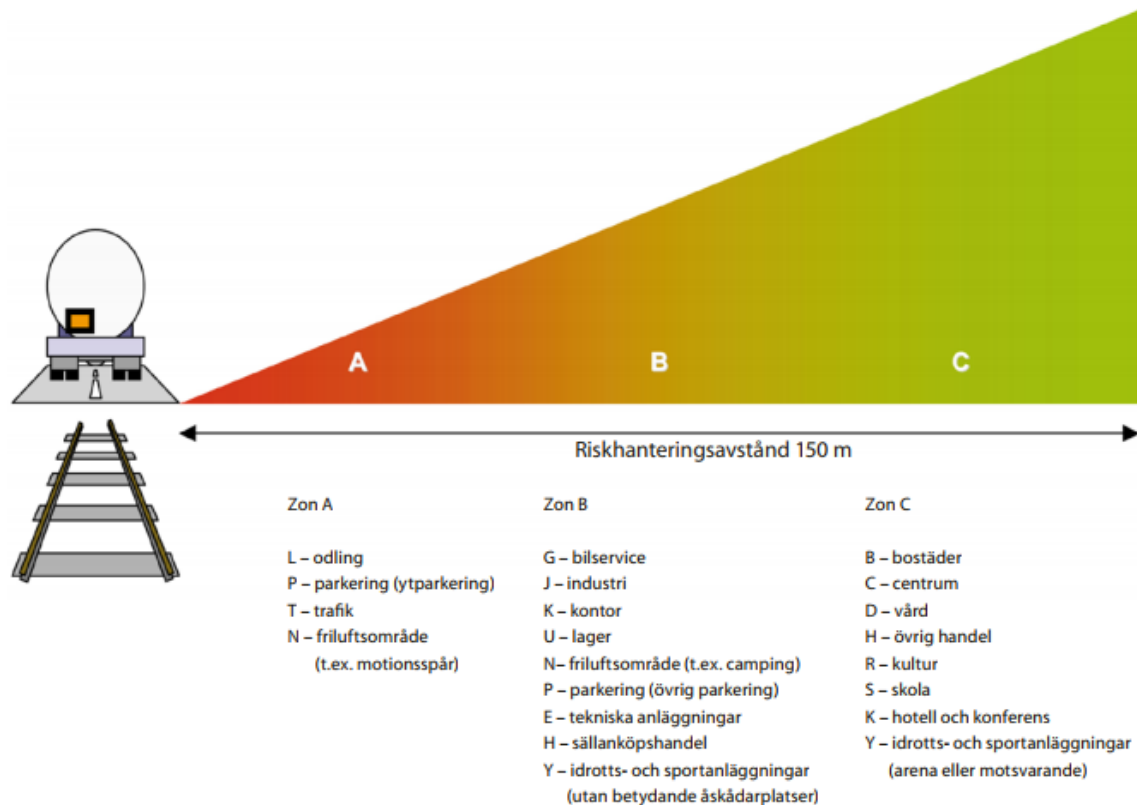 A
B
C
Riskhanteringsavstånd 150 m
Zon A
L – odling
P – parkering (ytparkering)
T – trafik
N – friluftsområde
(t.ex. motionsspår)
Zon B
G – bilservice
J – industri
K – kontor
U – lager
N– friluftsområde (t.ex. camping)
P – parkering (övrig parkering)
E – tekniska anläggningar
H – sällanköpshandel
Y – idrotts- och sportanläggningar
(utan betydande åskådarplatser)
Zon C
B – bostäder
C – centrum
D – vård
H – övrig handel
R – kultur
S – skola
K – hotell och konferens
Y – idrotts- och sportanläggningar
(arena eller motsvarande)